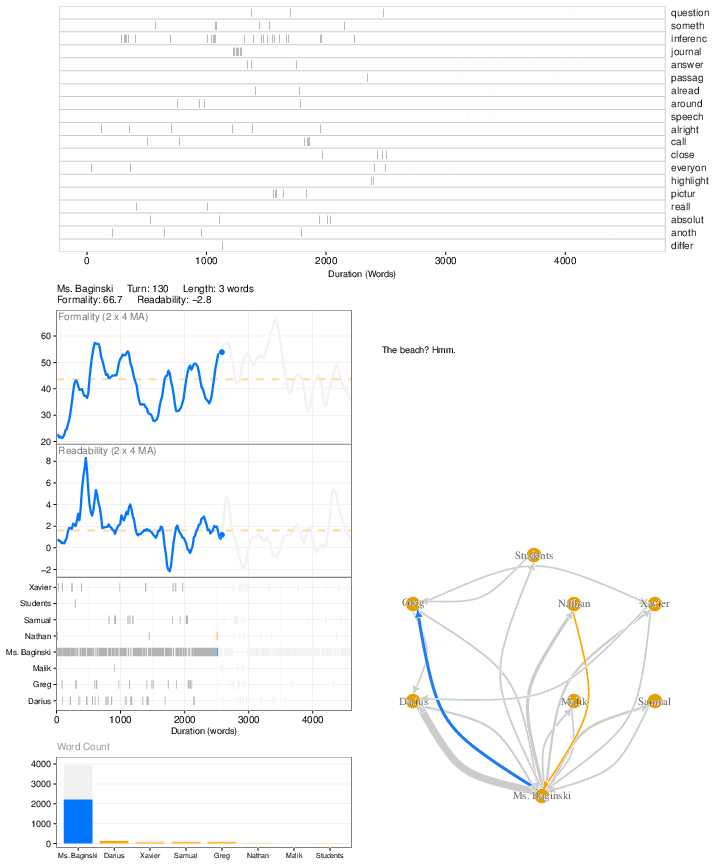 question
someth
inferenc
journal
answer
passag
alread
around
speech
alright
call
close
everyon
highlight
pictur
reall
absolut
anoth
differ
0 1000 2000 3000 4000
Duration (Words)
Ms. Baginski Turn: 130 Length: 3 words
Formality: 66.7 Readability: −2.8
Formality (2 x 4 MA)
60
50
40
30
20
The beach? Hmm.
Readability (2 x 4 MA)
8
6
4
2
0
−2
Xavier
Students
Samual
Nathan
Ms. Baginski
Malik
Greg
Darius
0 1000 2000 3000 4000
Duration (words)
Students
Greg
Nathan
Xavier
Darius
Malik
Samual
Ms. Baginski
Word Count
4000
3000
2000
1000
0
Ms. Baginski Darius Xavier Samual Greg Nathan Malik Students